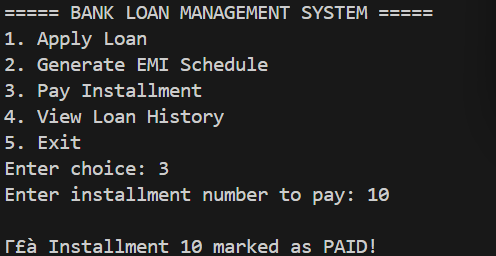 ===== BANK LOAN MANAGEMENT SYSTEM =====
1. Apply Loan
2. Generate EMI Schedule
3. Pay Installment
4. View Loan History
5. Exit
Enter choice: 3
Enter installment number to pay: 10
Γ£à Installment 10 marked as PAID!